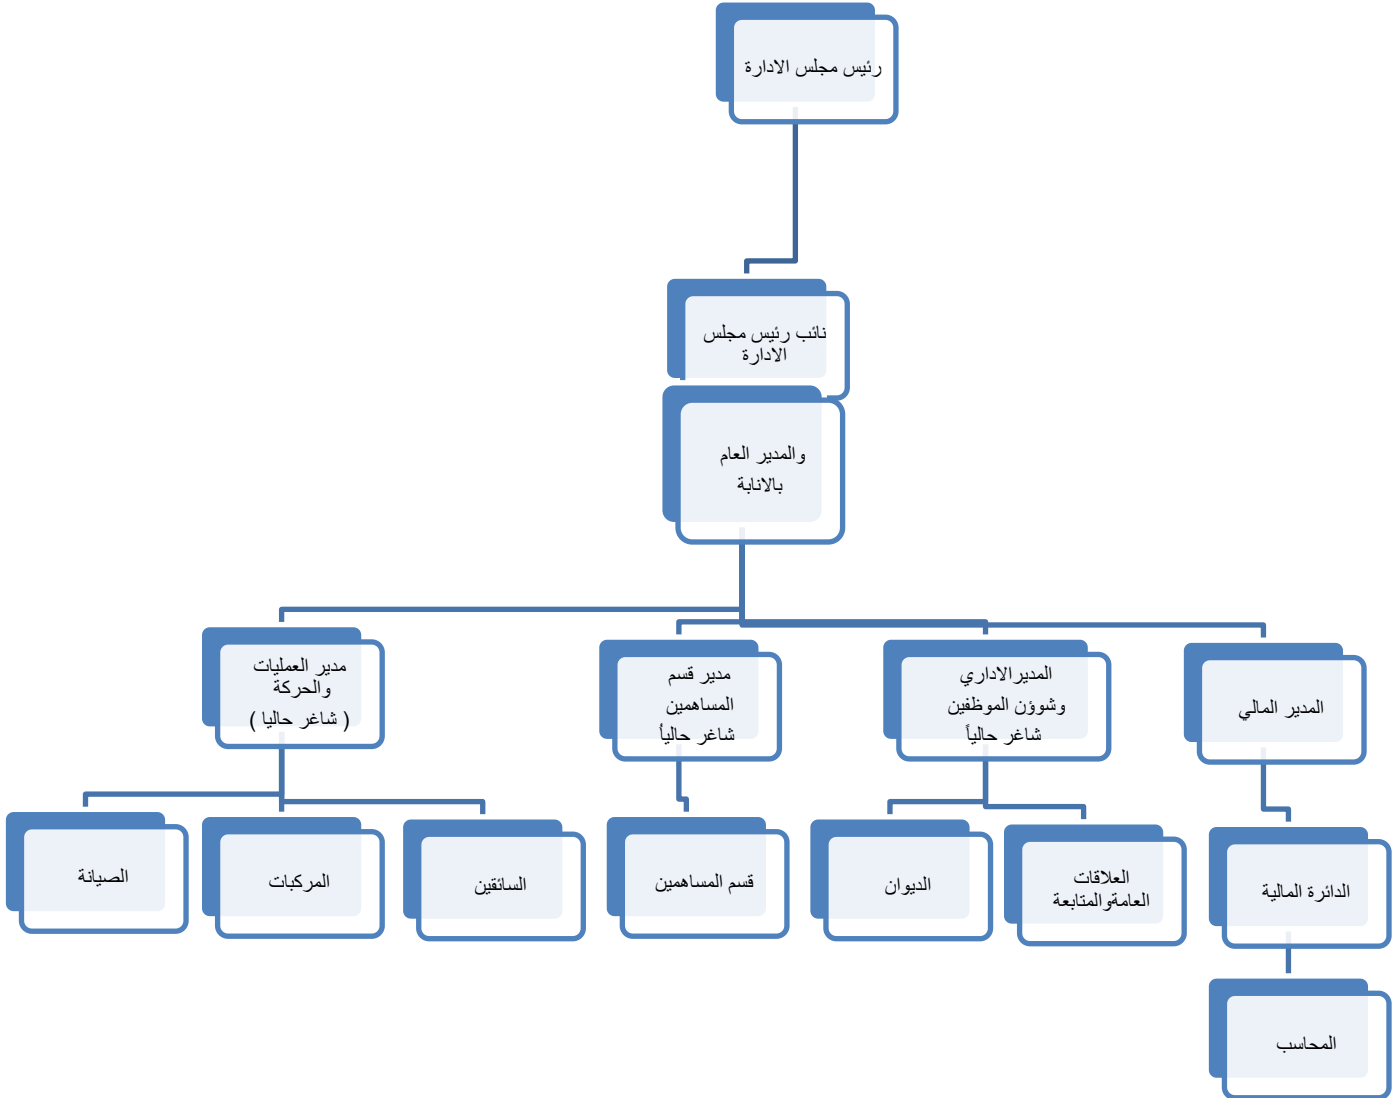 رئيس مجلس الادارة
نائب رئيس مجلس
الادارة
والمدير العام
بالانابة
المدير المالي
المديرالاداري
وشوؤن الموظفين
شاغر حالياً
مدير قسم
المساهمين
شاغر حالياُ
مدير العمليات
والحركة
( شاغر حاليا )
الدائرة المالية
العلاقات
العامةوالمتابعة
الديوان
قسم المساهمين
السائقين
المركبات
الصيانة
المحاسب